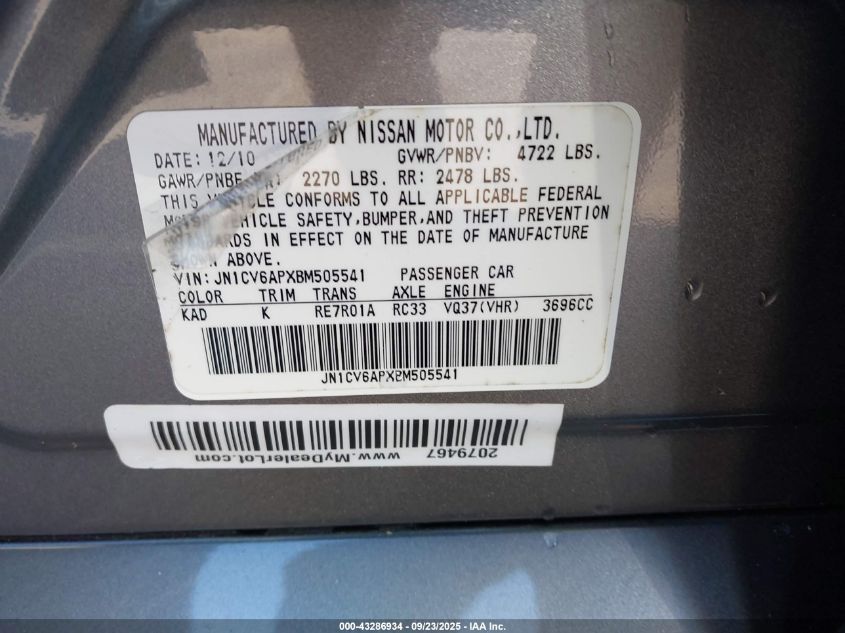 MANUFACTURED BY NISSAN MOTOR CO.,LTD.
DATE: 12/10 GVWR/PNBV: 4722 LBS.
GAWR/PNBE 2270 LBS. RR: 2478 LBS.
THIS CONFORMS TO ALL APPLICABLE FEDERAL
VEHICLE SAFETY,BUMPER,AND THEFT PREVENTION
STANDARDS IN EFFECT ON THE DATE OF MANUFACTURE
SHOWN ABOVE.
VIN: JN1CV6APXBM505541 PASSENGER CAR
COLOR TRIM TRANS AXLE ENGINE
KAD K RE7R01A RC33 VQ37(VHR) 3696CC
JN1CV6APXBM505541
2079467
www.MyDealerLot.com
000-43286934 - 09/23/2025 - IAA Inc.